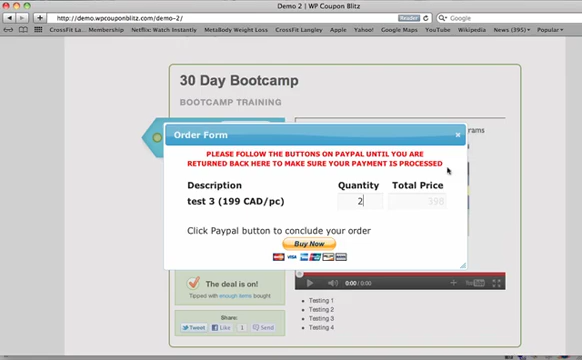 Demo 2 | WP Coupon Blitz
http://demo.wpcouponblitz.com/demo-2/
Reader
Google
CrossFit La... Membership Netflix: Watch Instantly MetaBody Weight Loss CrossFit Langley Apple Yahoo! Google Maps YouTube Wikipedia News (395) Popular
30 Day Bootcamp
BOOTCAMP TRAINING
rams
Order Form
×
PLEASE FOLLOW THE BUTTONS ON PAYPAL UNTIL YOU ARE
RETURNED BACK HERE TO MAKE SURE YOUR PAYMENT IS PROCESSED
Description Quantity Total Price
test 3 (199 CAD/pc) 2 398
Click Paypal button to conclude your order
Buy Now
VISA
The deal is on!
Tipped with enough items bought
0:00 / 0:00
YouTube
Share:
Tweet Like 1 Send
Testing 1
Testing 2
Testing 3
Testing 4